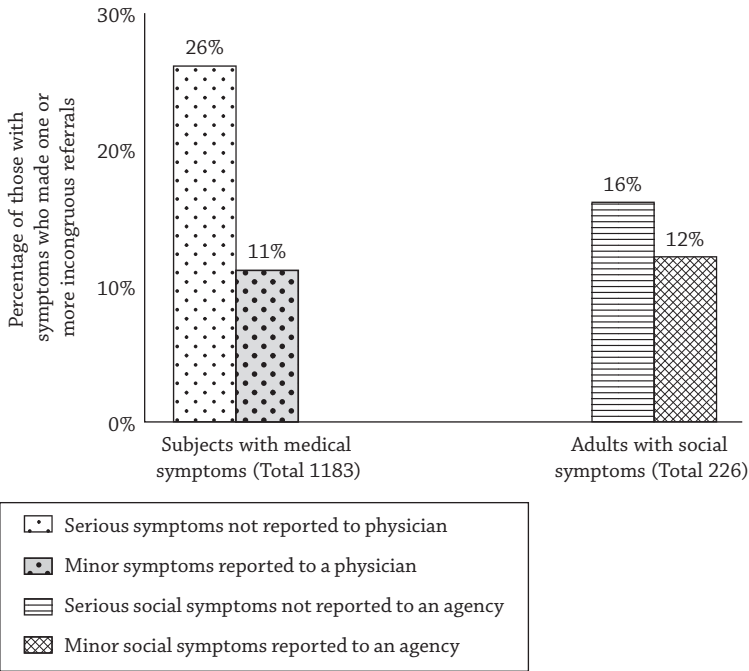 30%
20%
10%
0%
Percentage of those with
symptoms who made one or
more incongruous referrals
26%
11%
16%
12%
Subjects with medical
symptoms (Total 1183)
Adults with social
symptoms (Total 226)
Serious symptoms not reported to physician
Minor symptoms reported to a physician
Serious social symptoms not reported to an agency
Minor social symptoms reported to an agency